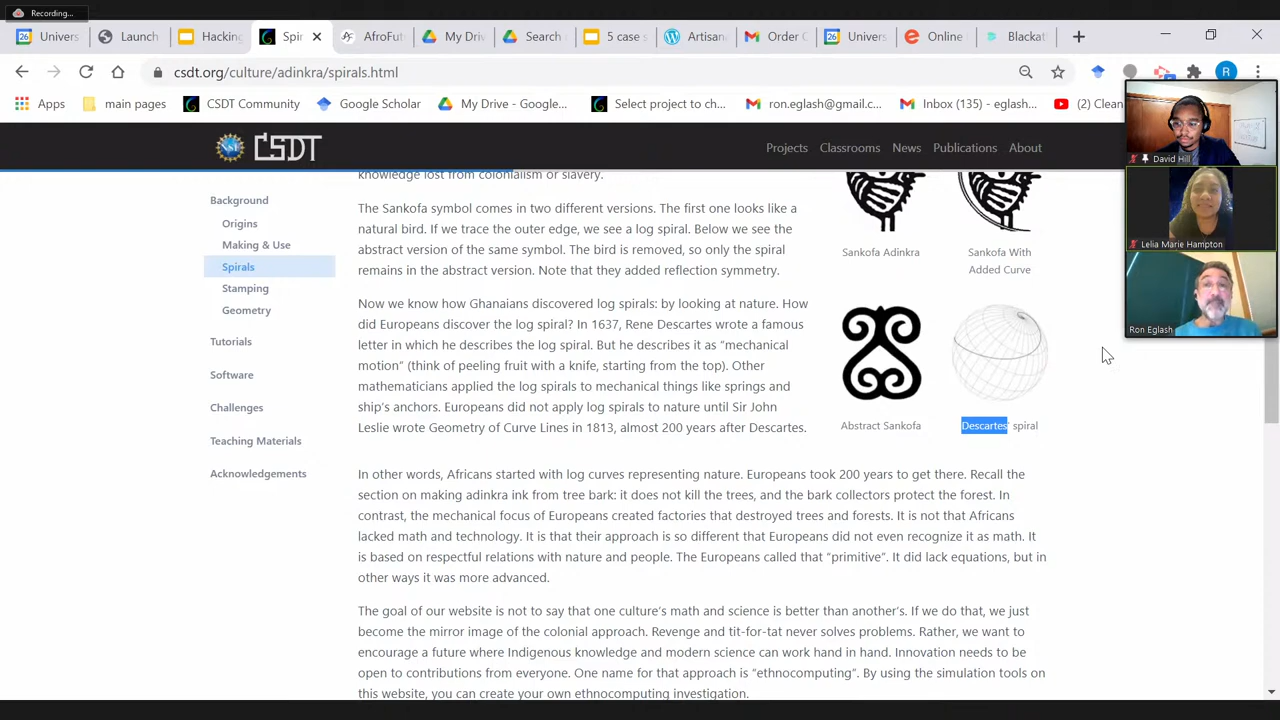 Recording...
Univers
Launch
Hacking
Spir
AfroFut
My Driv
Search
5 case s
Artisan
Order C
Univers
Online
Blackat
csdt.org/culture/adinkra/spirals.html
R
Apps
main pages
CSDT Community
Google Scholar
My Drive - Google...
Select project to ch...
ron.eglash@gmail.c...
Inbox (135) - eglash...
(2) Clean
CSDT
Projects
Classrooms
News
Publications
About
David Hill
Lelia Marie Hampton
Ron Eglash
Background
Origins
Making & Use
Spirals
Stamping
Geometry
Tutorials
Software
Challenges
Teaching Materials
Acknowledgements
knowledge lost from colonialism or slavery.
The Sankofa symbol comes in two different versions. The first one looks like a
natural bird. If we trace the outer edge, we see a log spiral. Below we see the
abstract version of the same symbol. The bird is removed, so only the spiral
remains in the abstract version. Note that they added reflection symmetry.
Sankofa Adinkra
Sankofa With
Added Curve
Now we know how Ghanaians discovered log spirals: by looking at nature. How
did Europeans discover the log spiral? In 1637, Rene Descartes wrote a famous
letter in which he describes the log spiral. But he describes it as “mechanical
motion” (think of peeling fruit with a knife, starting from the top). Other
mathematicians applied the log spirals to mechanical things like springs and
ship’s anchors. Europeans did not apply log spirals to nature until Sir John
Leslie wrote Geometry of Curve Lines in 1813, almost 200 years after Descartes.
Abstract Sankofa
Descartes’ spiral
In other words, Africans started with log curves representing nature. Europeans took 200 years to get there. Recall the
section on making adinkra ink from tree bark: it does not kill the trees, and the bark collectors protect the forest. In
contrast, the mechanical focus of Europeans created factories that destroyed trees and forests. It is not that Africans
lacked math and technology. It is that their approach is so different that Europeans did not even recognize it as math. It
is based on respectful relations with nature and people. The Europeans called that “primitive”. It did lack equations, but in
other ways it was more advanced.
The goal of our website is not to say that one culture’s math and science is better than another’s. If we do that, we just
become the mirror image of the colonial approach. Revenge and tit-for-tat never solves problems. Rather, we want to
encourage a future where Indigenous knowledge and modern science can work hand in hand. Innovation needs to be
open to contributions from everyone. One name for that approach is “ethnocomputing”. By using the simulation tools on
this website, you can create your own ethnocomputing investigation.